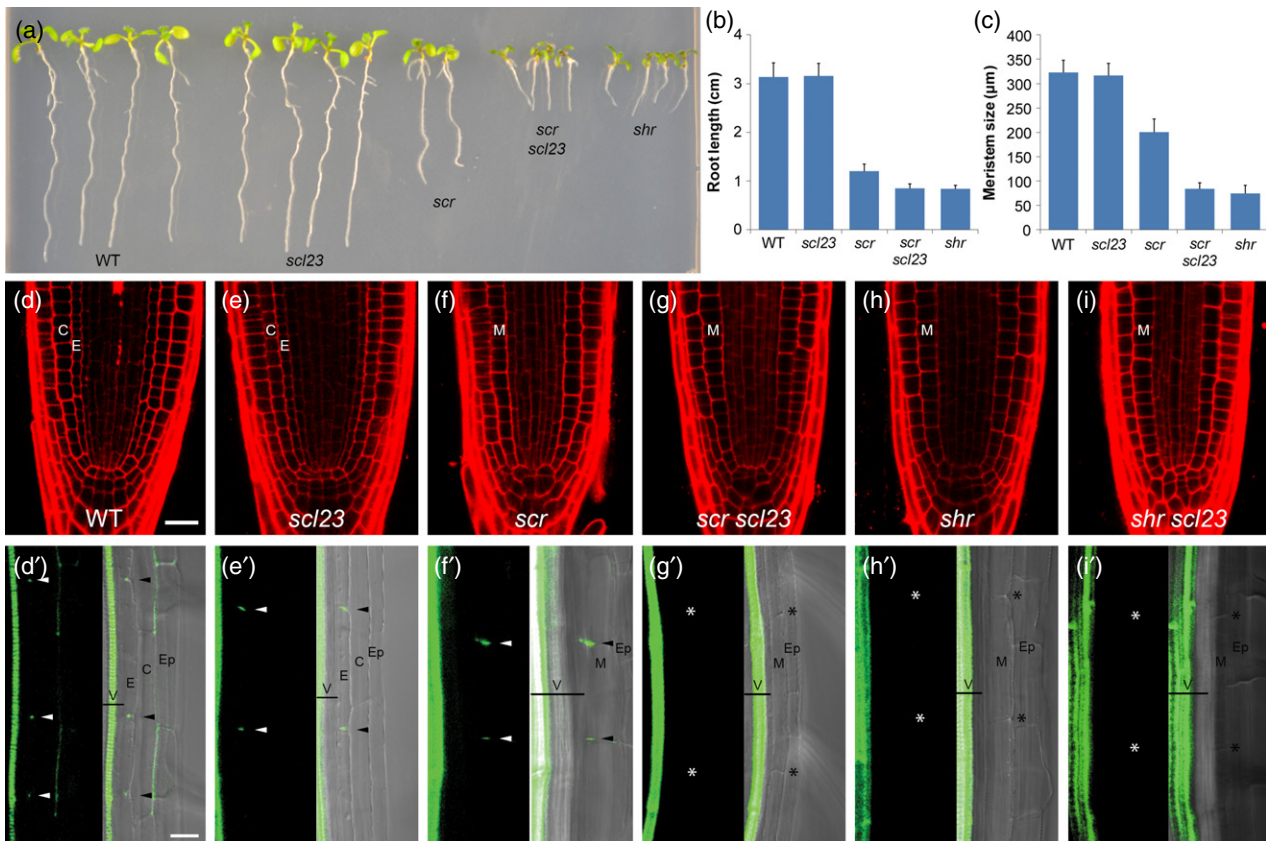 (a)
WT
scl23
scr
scr
scl23
shr
(b)
Root length (cm)
4
3
2
1
0
WT
scl23
scr
scr
scl23
shr
(c)
Meristem size (µm)
400
350
300
250
200
150
100
50
0
WT
scl23
scr
scr
scl23
shr
(d)
C
E
WT
(e)
C
E
scl23
(f)
M
scr
(g)
M
scr scl23
(h)
M
shr
(i)
M
shr scl23
(d′)
V
E
C
Ep
(e′)
V
E
C
Ep
(f′)
V
M
Ep
(g′)
*
*
V
M
Ep
*
*
(h′)
*
*
V
M
Ep
*
*
(i′)
*
*
V
M
Ep
*
*